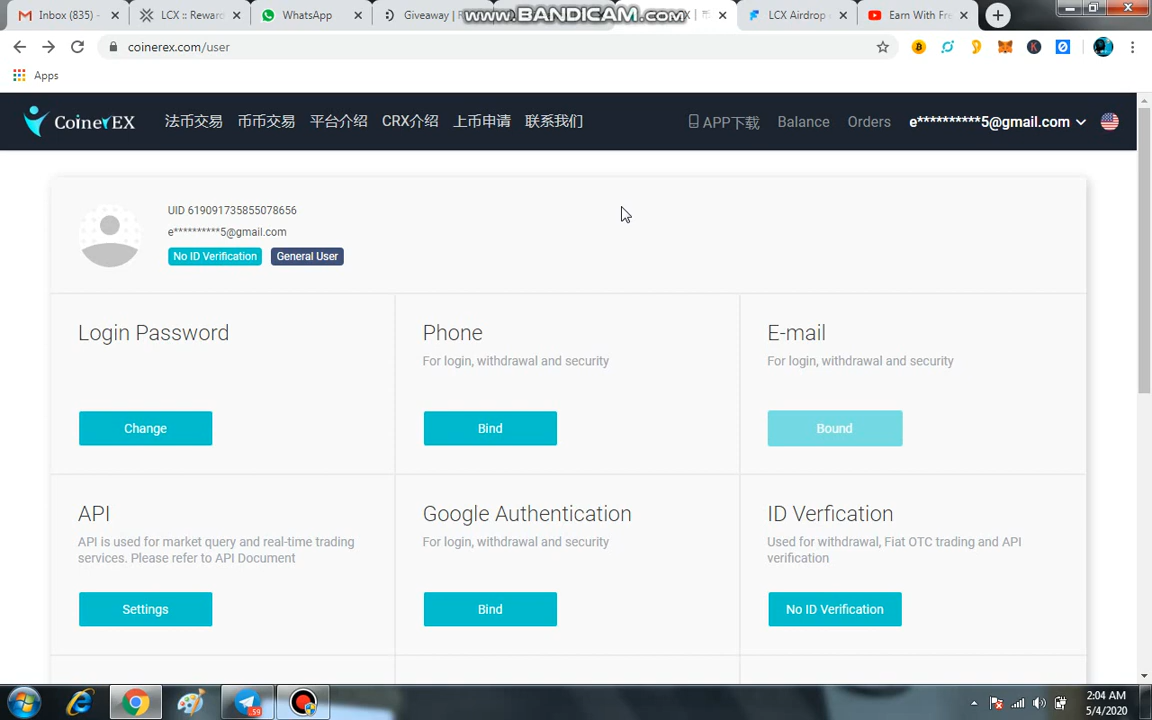 Inbox (835) -
LCX :: Reward
WhatsApp
Giveaway | R
www.BANDICAM.com
LCX Airdrop
Earn With Fre
coinerex.com/user
Apps
CoinerEX
法币交易
币币交易
平台介绍
CRX介绍
上币申请
联系我们
APP下载
Balance
Orders
e**********5@gmail.com
UID 619091735855078656
e**********5@gmail.com
No ID Verification
General User
Login Password
Phone
E-mail
For login, withdrawal and security
For login, withdrawal and security
Change
Bind
Bound
API
Google Authentication
ID Verfication
API is used for market query and real-time trading
services. Please refer to API Document
For login, withdrawal and security
Used for withdrawal, Fiat OTC trading and API
verification
Settings
Bind
No ID Verification
59
2:04 AM
5/4/2020